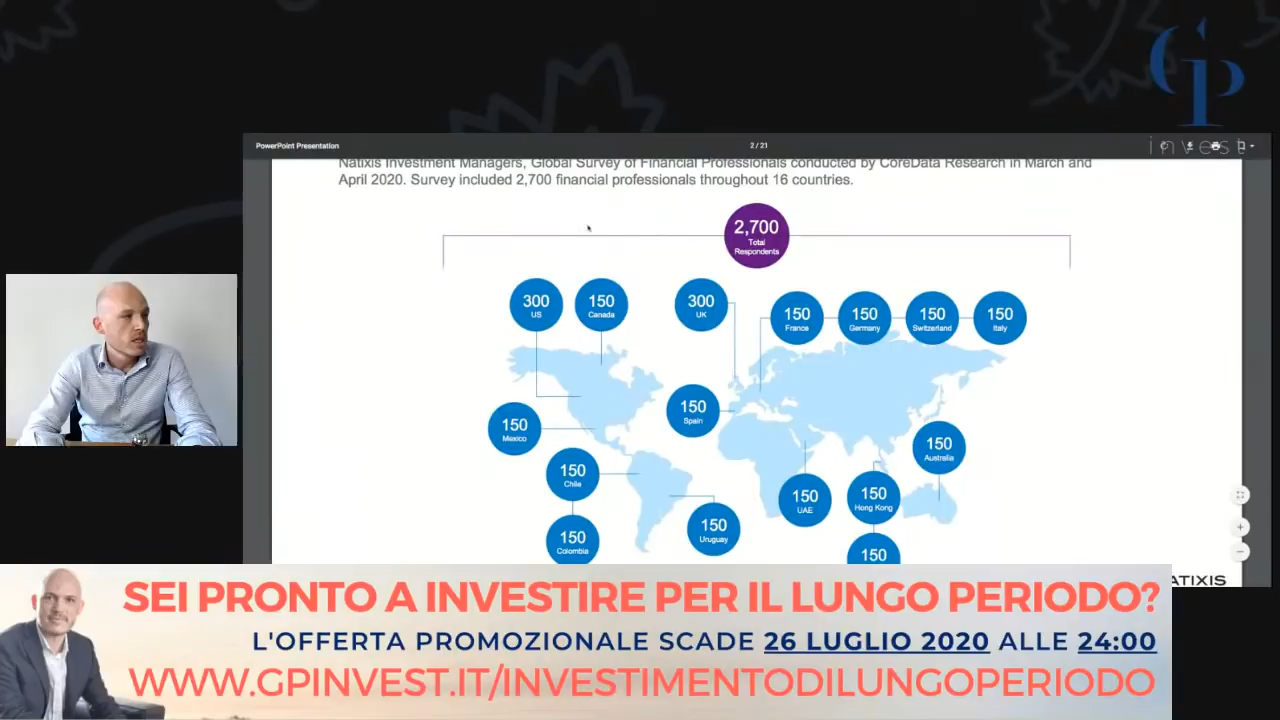 GP
invest
PowerPoint Presentation
2 / 21
Natixis Investment Managers, Global Survey of Financial Professionals conducted by CoreData Research in March and
April 2020. Survey included 2,700 financial professionals throughout 16 countries.
2,700
Total
Respondents
300
US
150
Canada
300
UK
150
France
150
Germany
150
Switzerland
150
Italy
150
Spain
150
Mexico
150
Australia
150
Chile
150
UAE
150
Hong Kong
150
Uruguay
150
Colombia
150
ATIXIS
SEI PRONTO A INVESTIRE PER IL LUNGO PERIODO?
L'OFFERTA PROMOZIONALE SCADE 26 LUGLIO 2020 ALLE 24:00
WWW.GPINVEST.IT/INVESTIMENTODILUNGOPERIODO